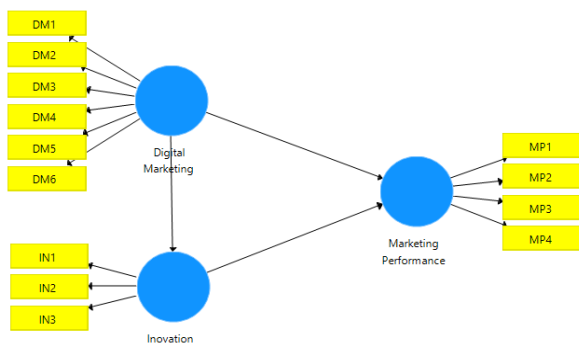 DM1
DM2
DM3
DM4
DM5
DM6
Digital
Marketing
MP1
MP2
MP3
MP4
Marketing
Performance
IN1
IN2
IN3
Inovation